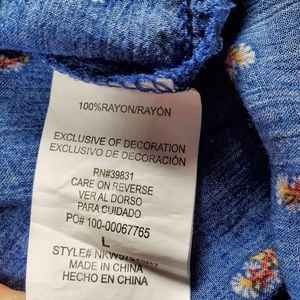 100%RAYON/RAYÓN
EXCLUSIVE OF DECORATION
EXCLUSIVO DE DECORACIÓN
RN#39831
CARE ON REVERSE
VER AL DORSO
PARA CUIDADO
PO# 100-00067765
L
STYLE#
MADE IN CHINA
HECHO EN CHINA